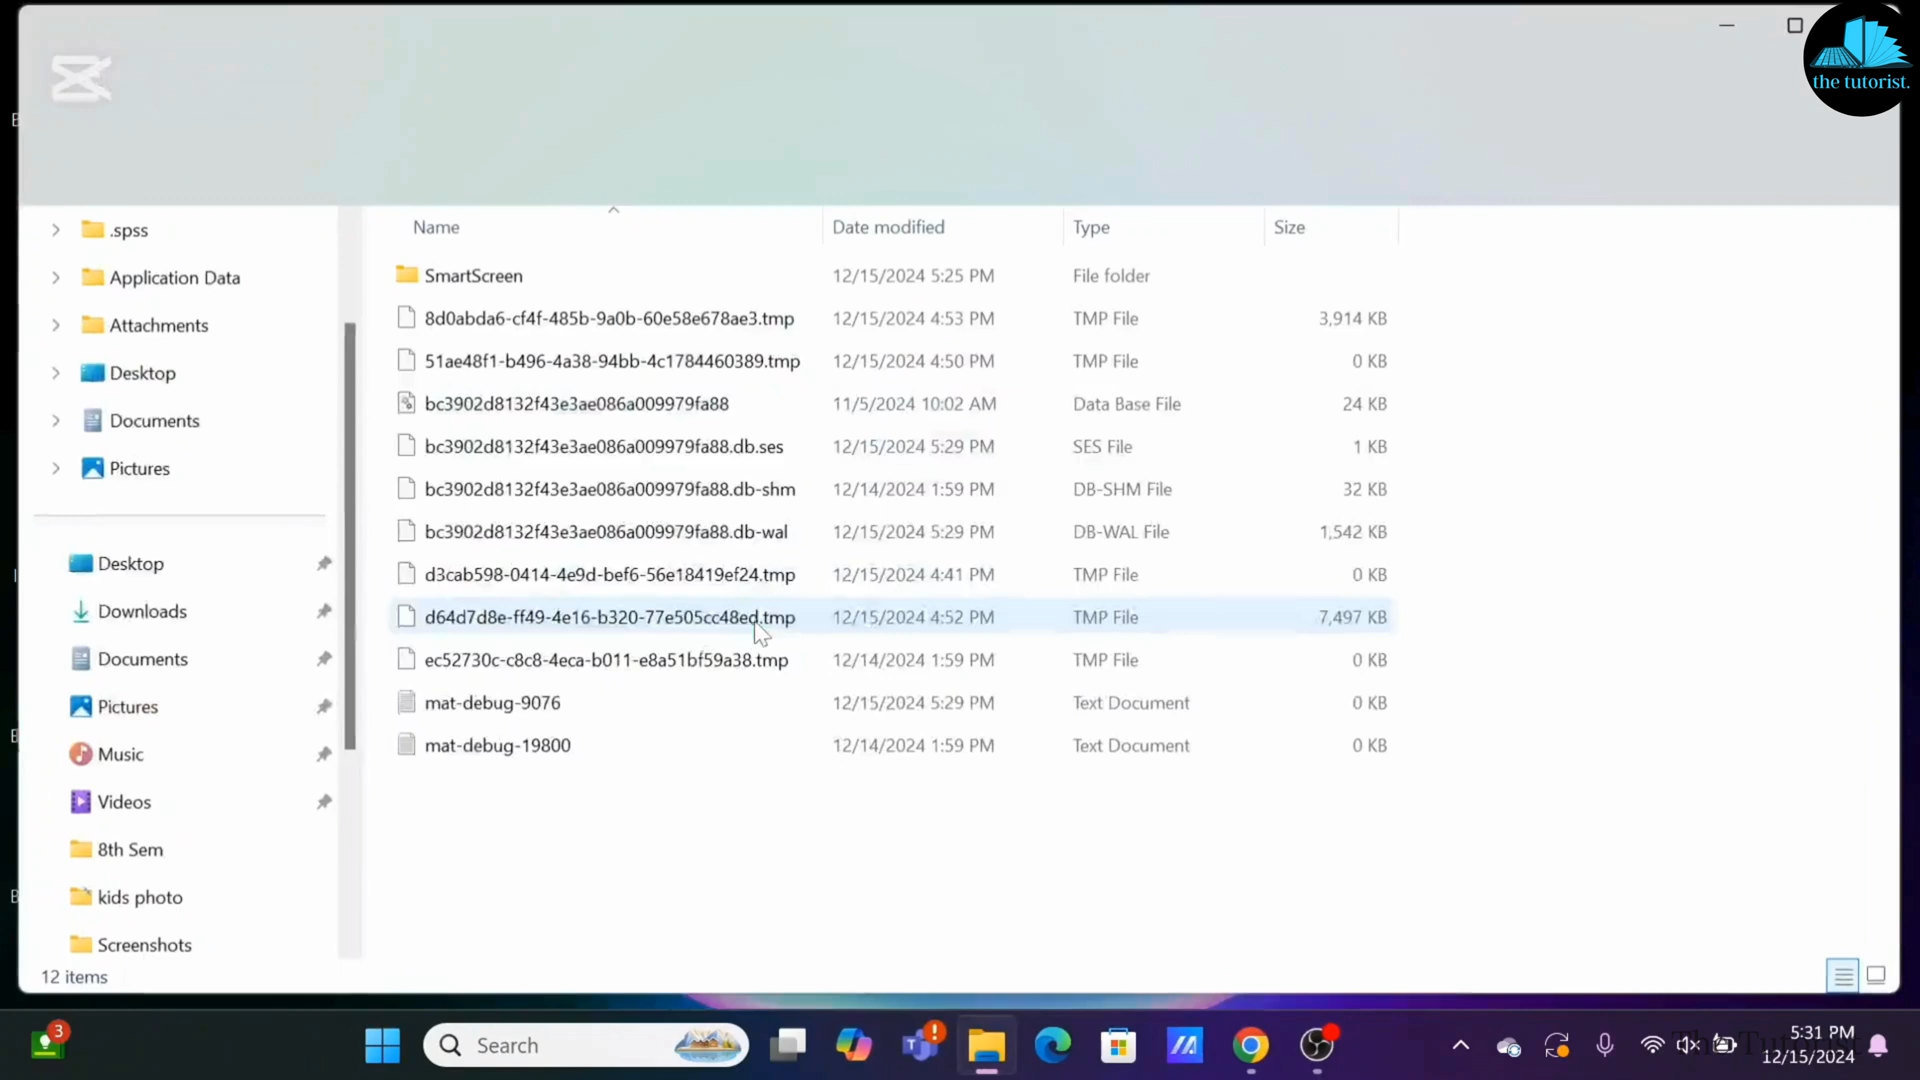 the tutorist.
Name Date modified Type Size
.spss
Application Data
Attachments
Desktop
Documents
Pictures
Desktop
Downloads
Documents
Pictures
Music
Videos
8th Sem
kids photo
Screenshots
SmartScreen 12/15/2024 5:25 PM File folder
8d0abda6-cf4f-485b-9a0b-60e58e678ae3.tmp 12/15/2024 4:53 PM TMP File 3,914 KB
51ae48f1-b496-4a38-94bb-4c1784460389.tmp 12/15/2024 4:50 PM TMP File 0 KB
bc3902d8132f43e3ae086a009979fa88 11/5/2024 10:02 AM Data Base File 24 KB
bc3902d8132f43e3ae086a009979fa88.db.ses 12/15/2024 5:29 PM SES File 1 KB
bc3902d8132f43e3ae086a009979fa88.db-shm 12/14/2024 1:59 PM DB-SHM File 32 KB
bc3902d8132f43e3ae086a009979fa88.db-wal 12/15/2024 5:29 PM DB-WAL File 1,542 KB
d3cab598-0414-4e9d-bef6-56e18419ef24.tmp 12/15/2024 4:41 PM TMP File 0 KB
d64d7d8e-ff49-4e16-b320-77e505cc48ed.tmp 12/15/2024 4:52 PM TMP File 7,497 KB
ec52730c-c8c8-4eca-b011-e8a51bf59a38.tmp 12/14/2024 1:59 PM TMP File 0 KB
mat-debug-9076 12/15/2024 5:29 PM Text Document 0 KB
mat-debug-19800 12/14/2024 1:59 PM Text Document 0 KB
12 items
3
Search
5:31 PM
12/15/2024